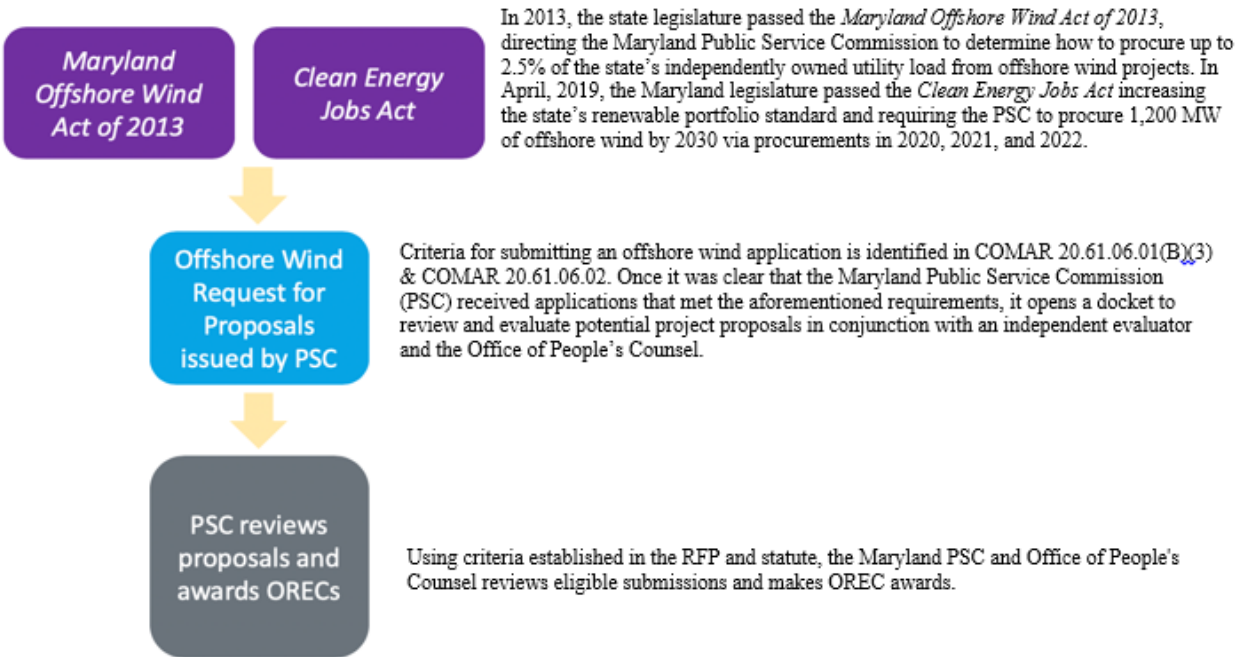 Maryland
Offshore Wind
Act of 2013
Clean Energy
Jobs Act
In 2013, the state legislature passed the Maryland Offshore Wind Act of 2013,
directing the Maryland Public Service Commission to determine how to procure up to
2.5% of the state's independently owned utility load from offshore wind projects. In
April, 2019, the Maryland legislature passed the Clean Energy Jobs Act increasing
the state's renewable portfolio standard and requiring the PSC to procure 1,200 MW
of offshore wind by 2030 via procurements in 2020, 2021, and 2022.
Offshore Wind
Request for
Proposals
issued by PSC
Criteria for submitting an offshore wind application is identified in COMAR 20.61.06.01(B)(3)
& COMAR 20.61.06.02. Once it was clear that the Maryland Public Service Commission
(PSC) received applications that met the aforementioned requirements, it opens a docket to
review and evaluate potential project proposals in conjunction with an independent evaluator
and the Office of People's Counsel.
PSC reviews
proposals and
awards ORECs
Using criteria established in the RFP and statute, the Maryland PSC and Office of People's
Counsel reviews eligible submissions and makes OREC awards.